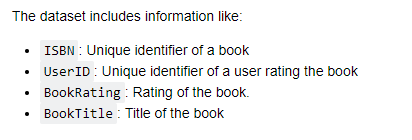 The dataset includes information like:
• ISBN : Unique identifier of a book
• UserID : Unique identifier of a user rating the book
• BookRating : Rating of the book.
• BookTitle : Title of the book